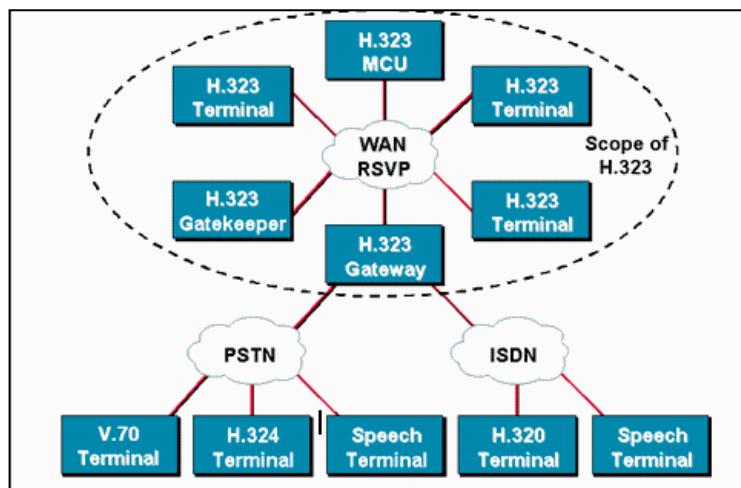 H.323
MCU
H.323
Terminal
H.323
Terminal
WAN
RSVP
Scope of
H.323
H.323
Gatekeeper
H.323
Terminal
H.323
Gateway
PSTN
ISDN
V.70
Terminal
H.324
Terminal
Speech
Terminal
H.320
Terminal
Speech
Terminal